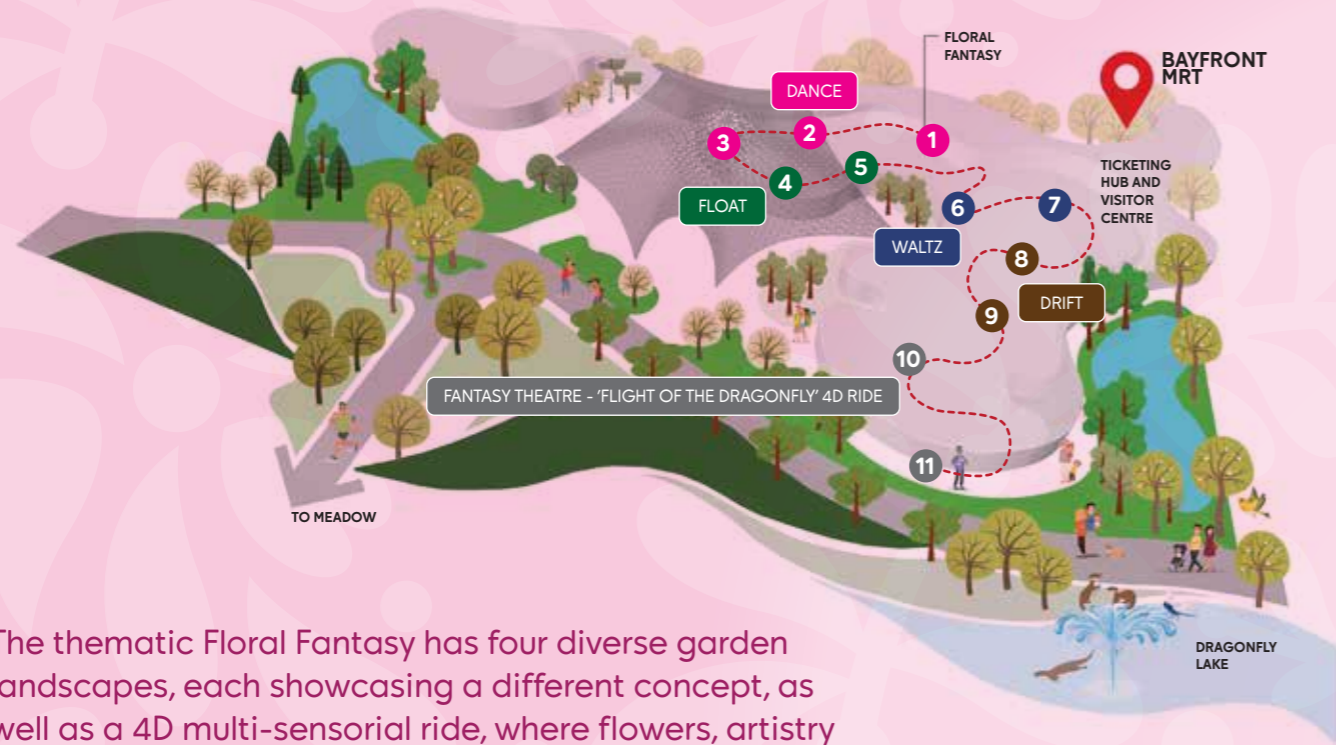 FLORAL
FANTASY
BAYFRONT
MRT
DANCE
3
2
1
TICKETING
HUB AND
VISITOR
CENTRE
5
4
FLOAT
6
7
WALTZ
8
DRIFT
9
10
FANTASY THEATRE - 'FLIGHT OF THE DRAGONFLY' 4D RIDE
11
TO MEADOW
DRAGONFLY
LAKE
The thematic Floral Fantasy has four diverse garden
landscapes, each showcasing a different concept, as
well as a 4D multi-sensorial ride, where flowers, artistry